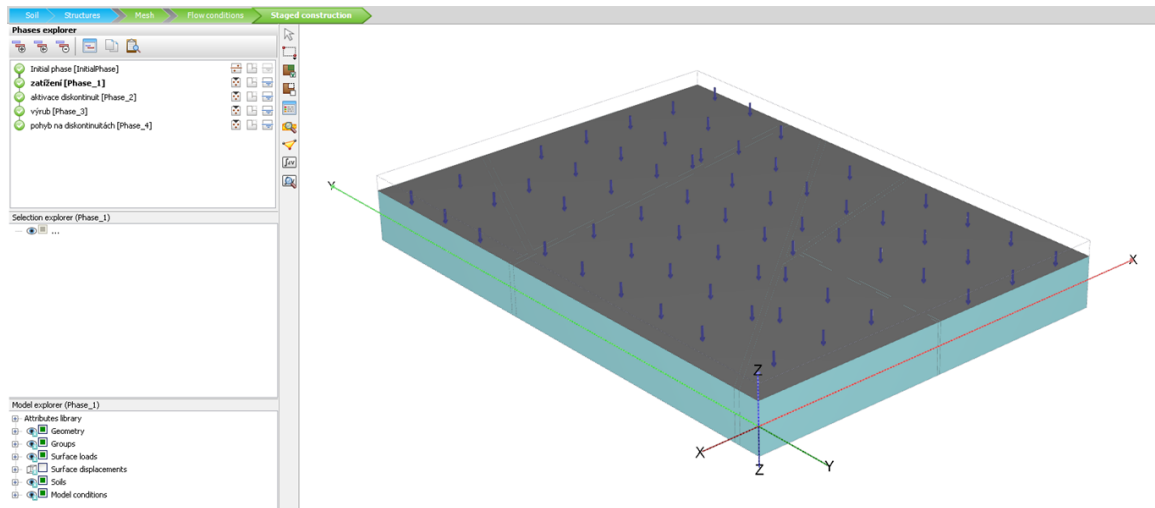 Soil Structures Mesh Flow conditions Staged construction
Phases explorer
Initial phase [InitialPhase]
zatížení [Phase_1]
aktivace diskontinuit [Phase_2]
výrub [Phase_3]
pohyb na diskontinuitách [Phase_4]
Selection explorer (Phase_1)
...
Model explorer (Phase_1)
Attributes library
Geometry
Groups
Surface loads
Surface displacements
Soils
Model conditions
Y
X
Z
X
Z
Y